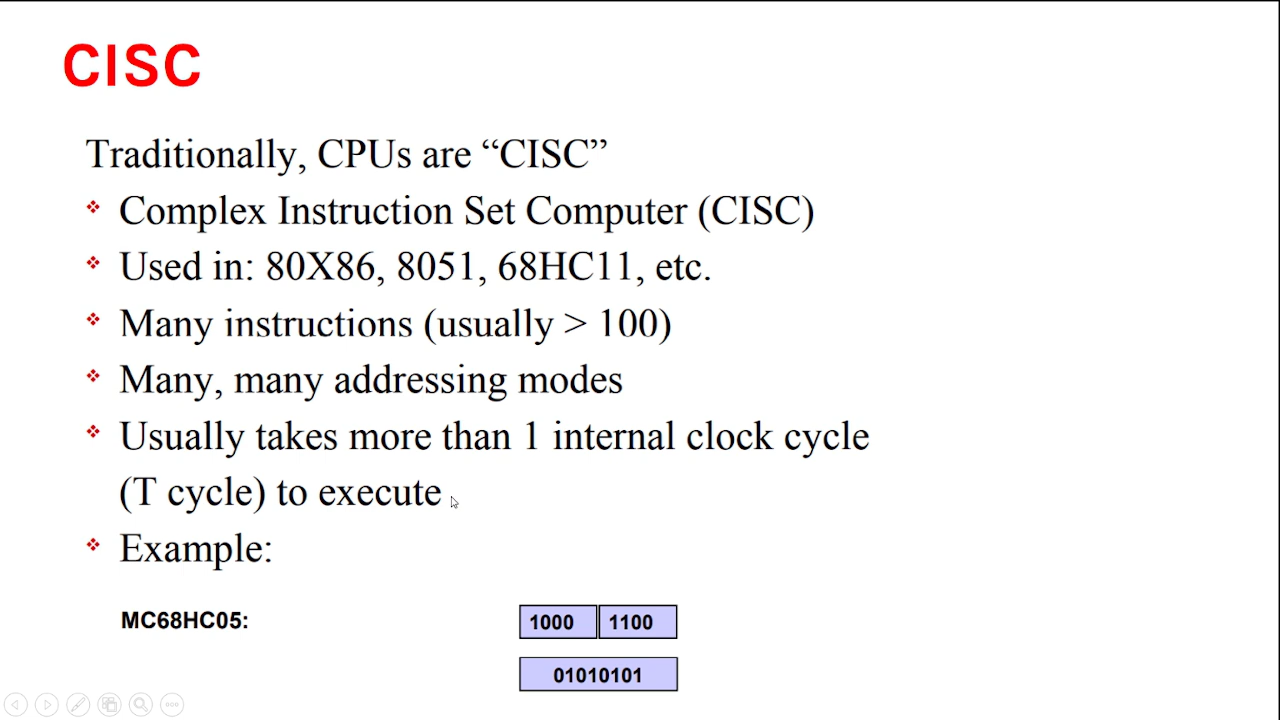 CISC
Traditionally, CPUs are “CISC”
Complex Instruction Set Computer (CISC)
Used in: 80X86, 8051, 68HC11, etc.
Many instructions (usually > 100)
Many, many addressing modes
Usually takes more than 1 internal clock cycle
(T cycle) to execute
Example:
MC68HC05: 1000 1100
01010101